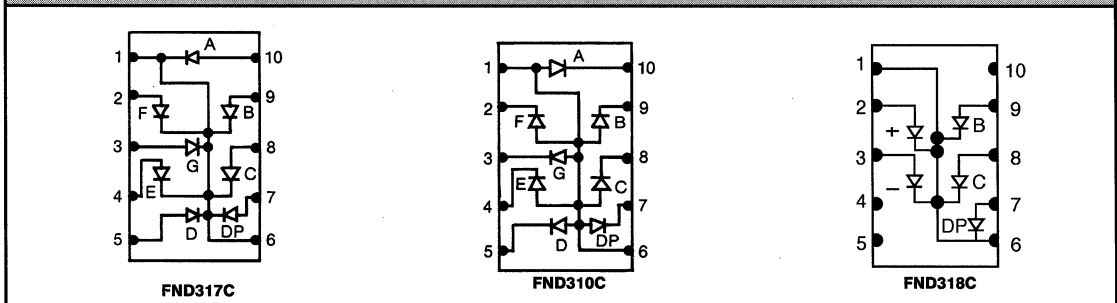 1 A 10
2 F B 9
3 G 8
4 E C 7
5 D DP 6
FND317C
1 A 10
2 F B 9
3 G 8
4 E C 7
5 D DP 6
FND310C
1 10
2 + B 9
3 – C 8
4 DP 7
5 6
FND318C